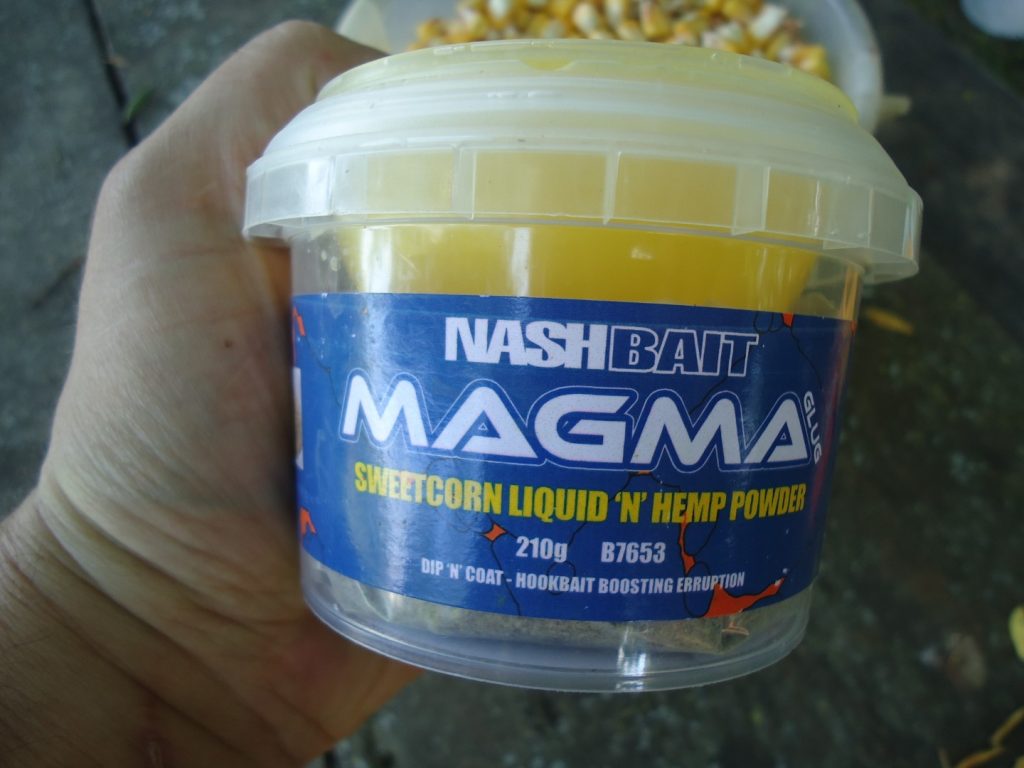 NASHBAIT
MAGMA GLUG
SWEETCORN LIQUID 'N' HEMP POWDER
210g B7653
DIP 'N' COAT - HOOKBAIT BOOSTING ERRUPTION